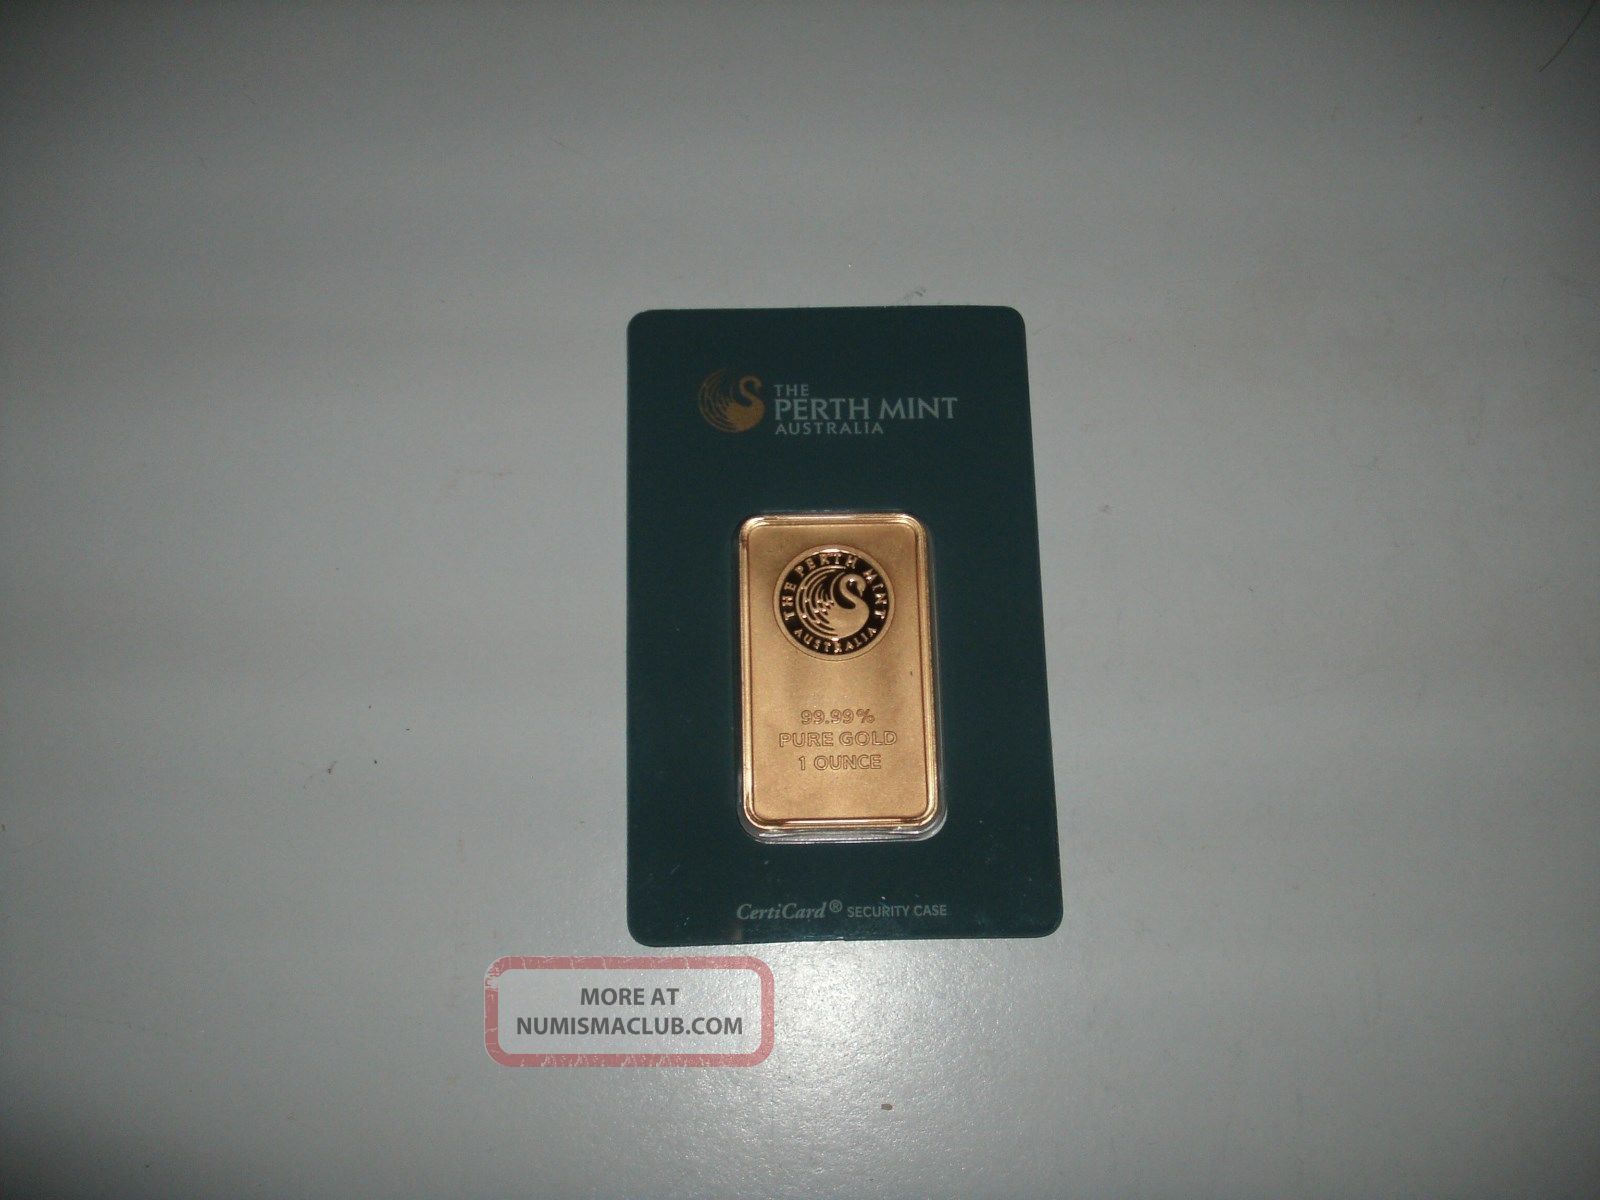 THE
PERTH MINT
AUSTRALIA
THE PERTH MINT
AUSTRALIA
99.99%
PURE GOLD
1 OUNCE
CertiCard® SECURITY CASE
MORE AT
NUMISMACLUB.COM